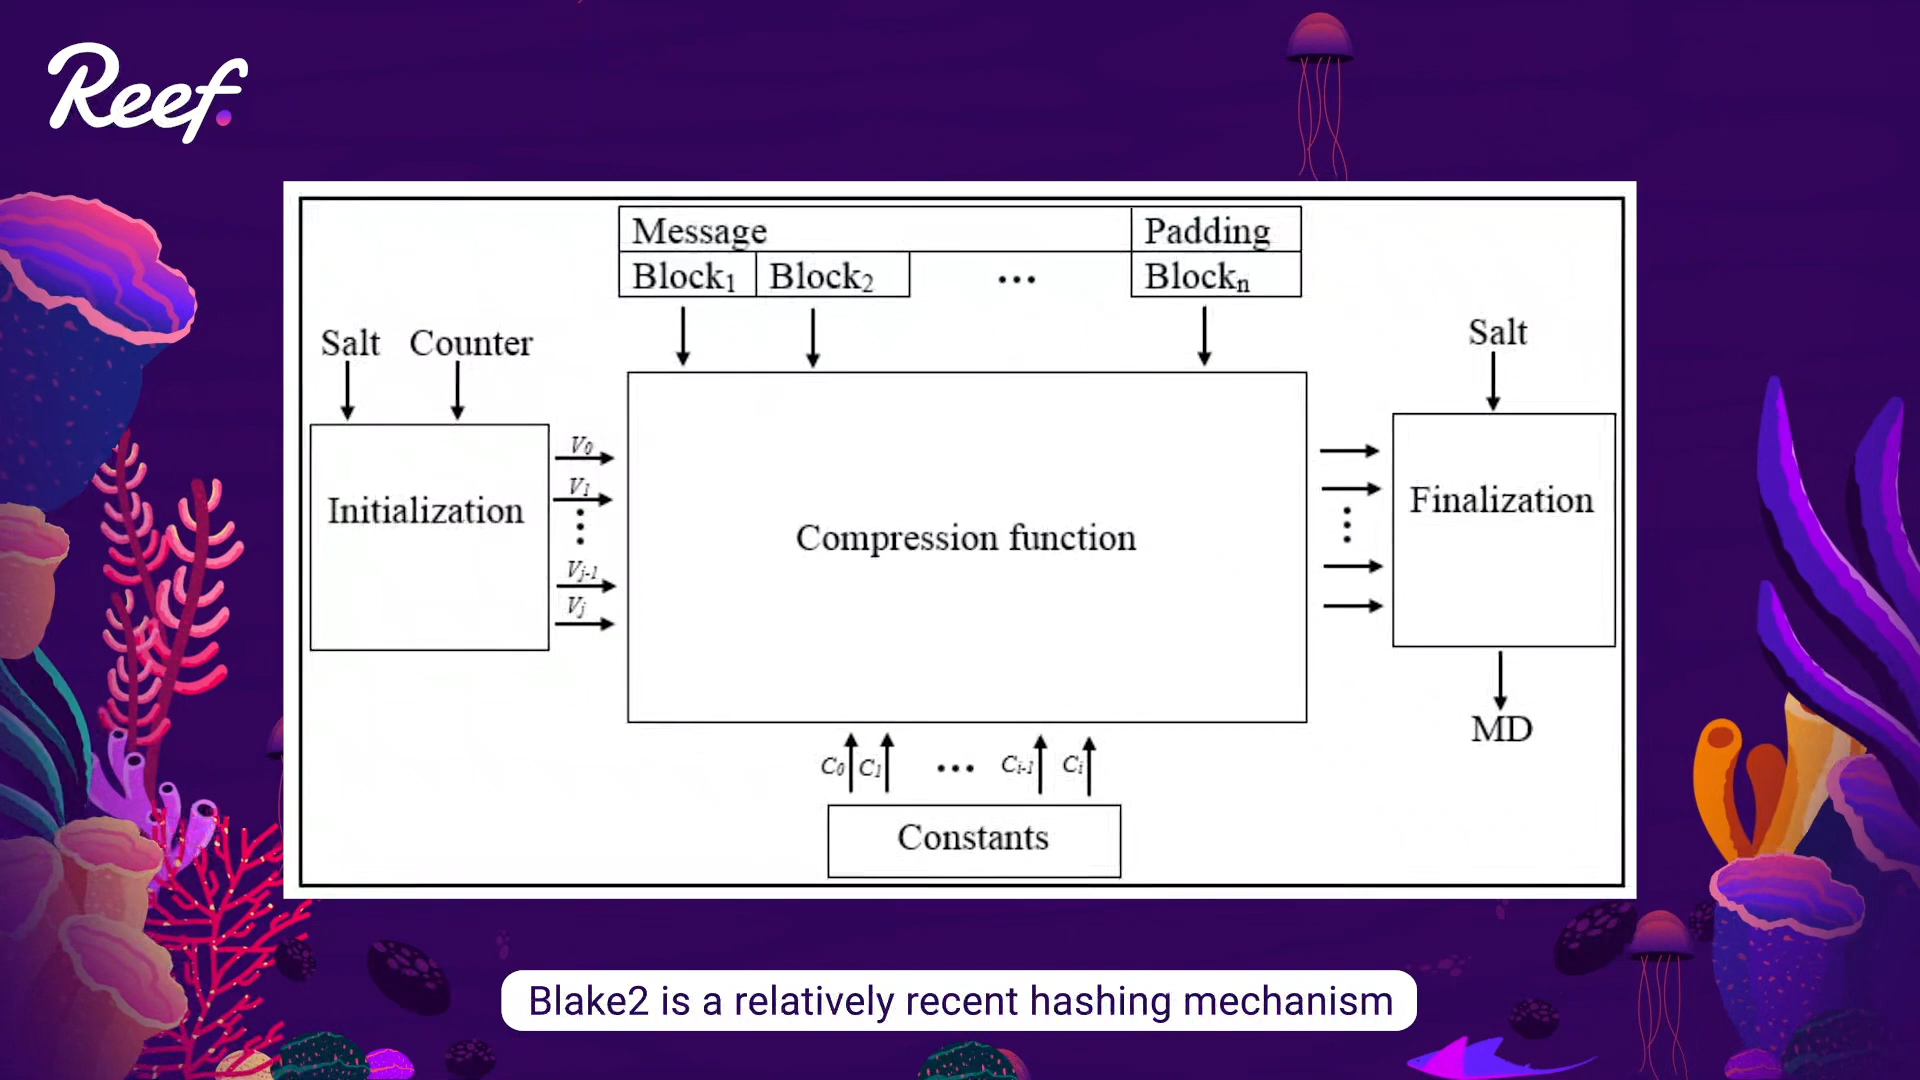 Reef.
Message Padding
Block1 Block2 ... Blockn
Salt Counter
Salt
V0
V1
Initialization
Finalization
Compression function
Vj-1
Vj
MD
C0 C1 ... Ci-1 Ci
Constants
Blake2 is a relatively recent hashing mechanism